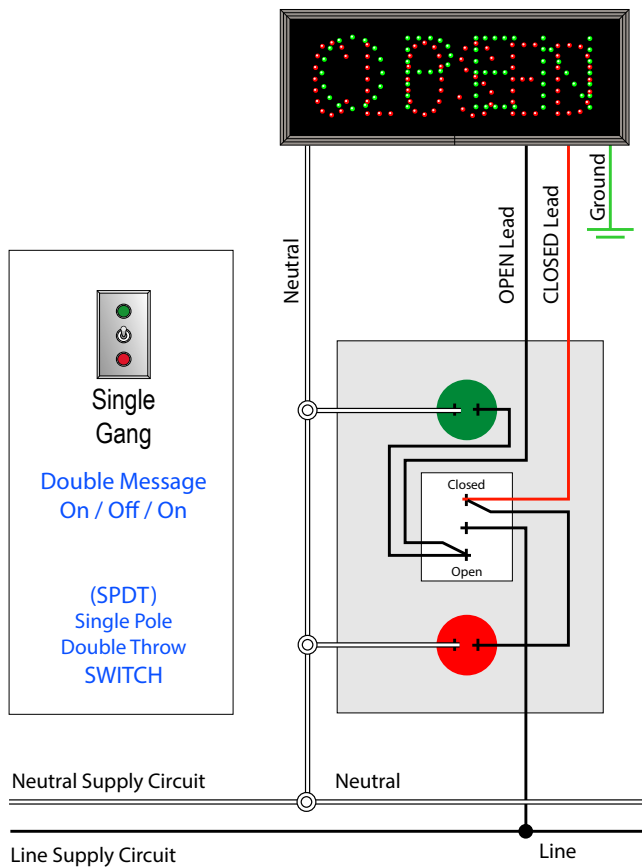 OPEN
Neutral
OPEN Lead
CLOSED Lead
Ground
Single
Gang
Double Message
On / Off / On
(SPDT)
Single Pole
Double Throw
SWITCH
Closed
Open
Neutral Supply Circuit
Neutral
Line Supply Circuit
Line